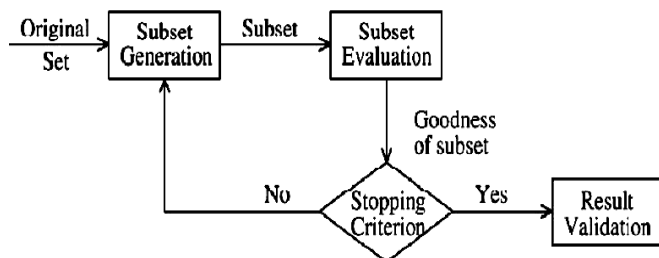 Original
Set
Subset
Generation
Subset
Subset
Evaluation
Goodness
of subset
No
Stopping
Criterion
Yes
Result
Validation